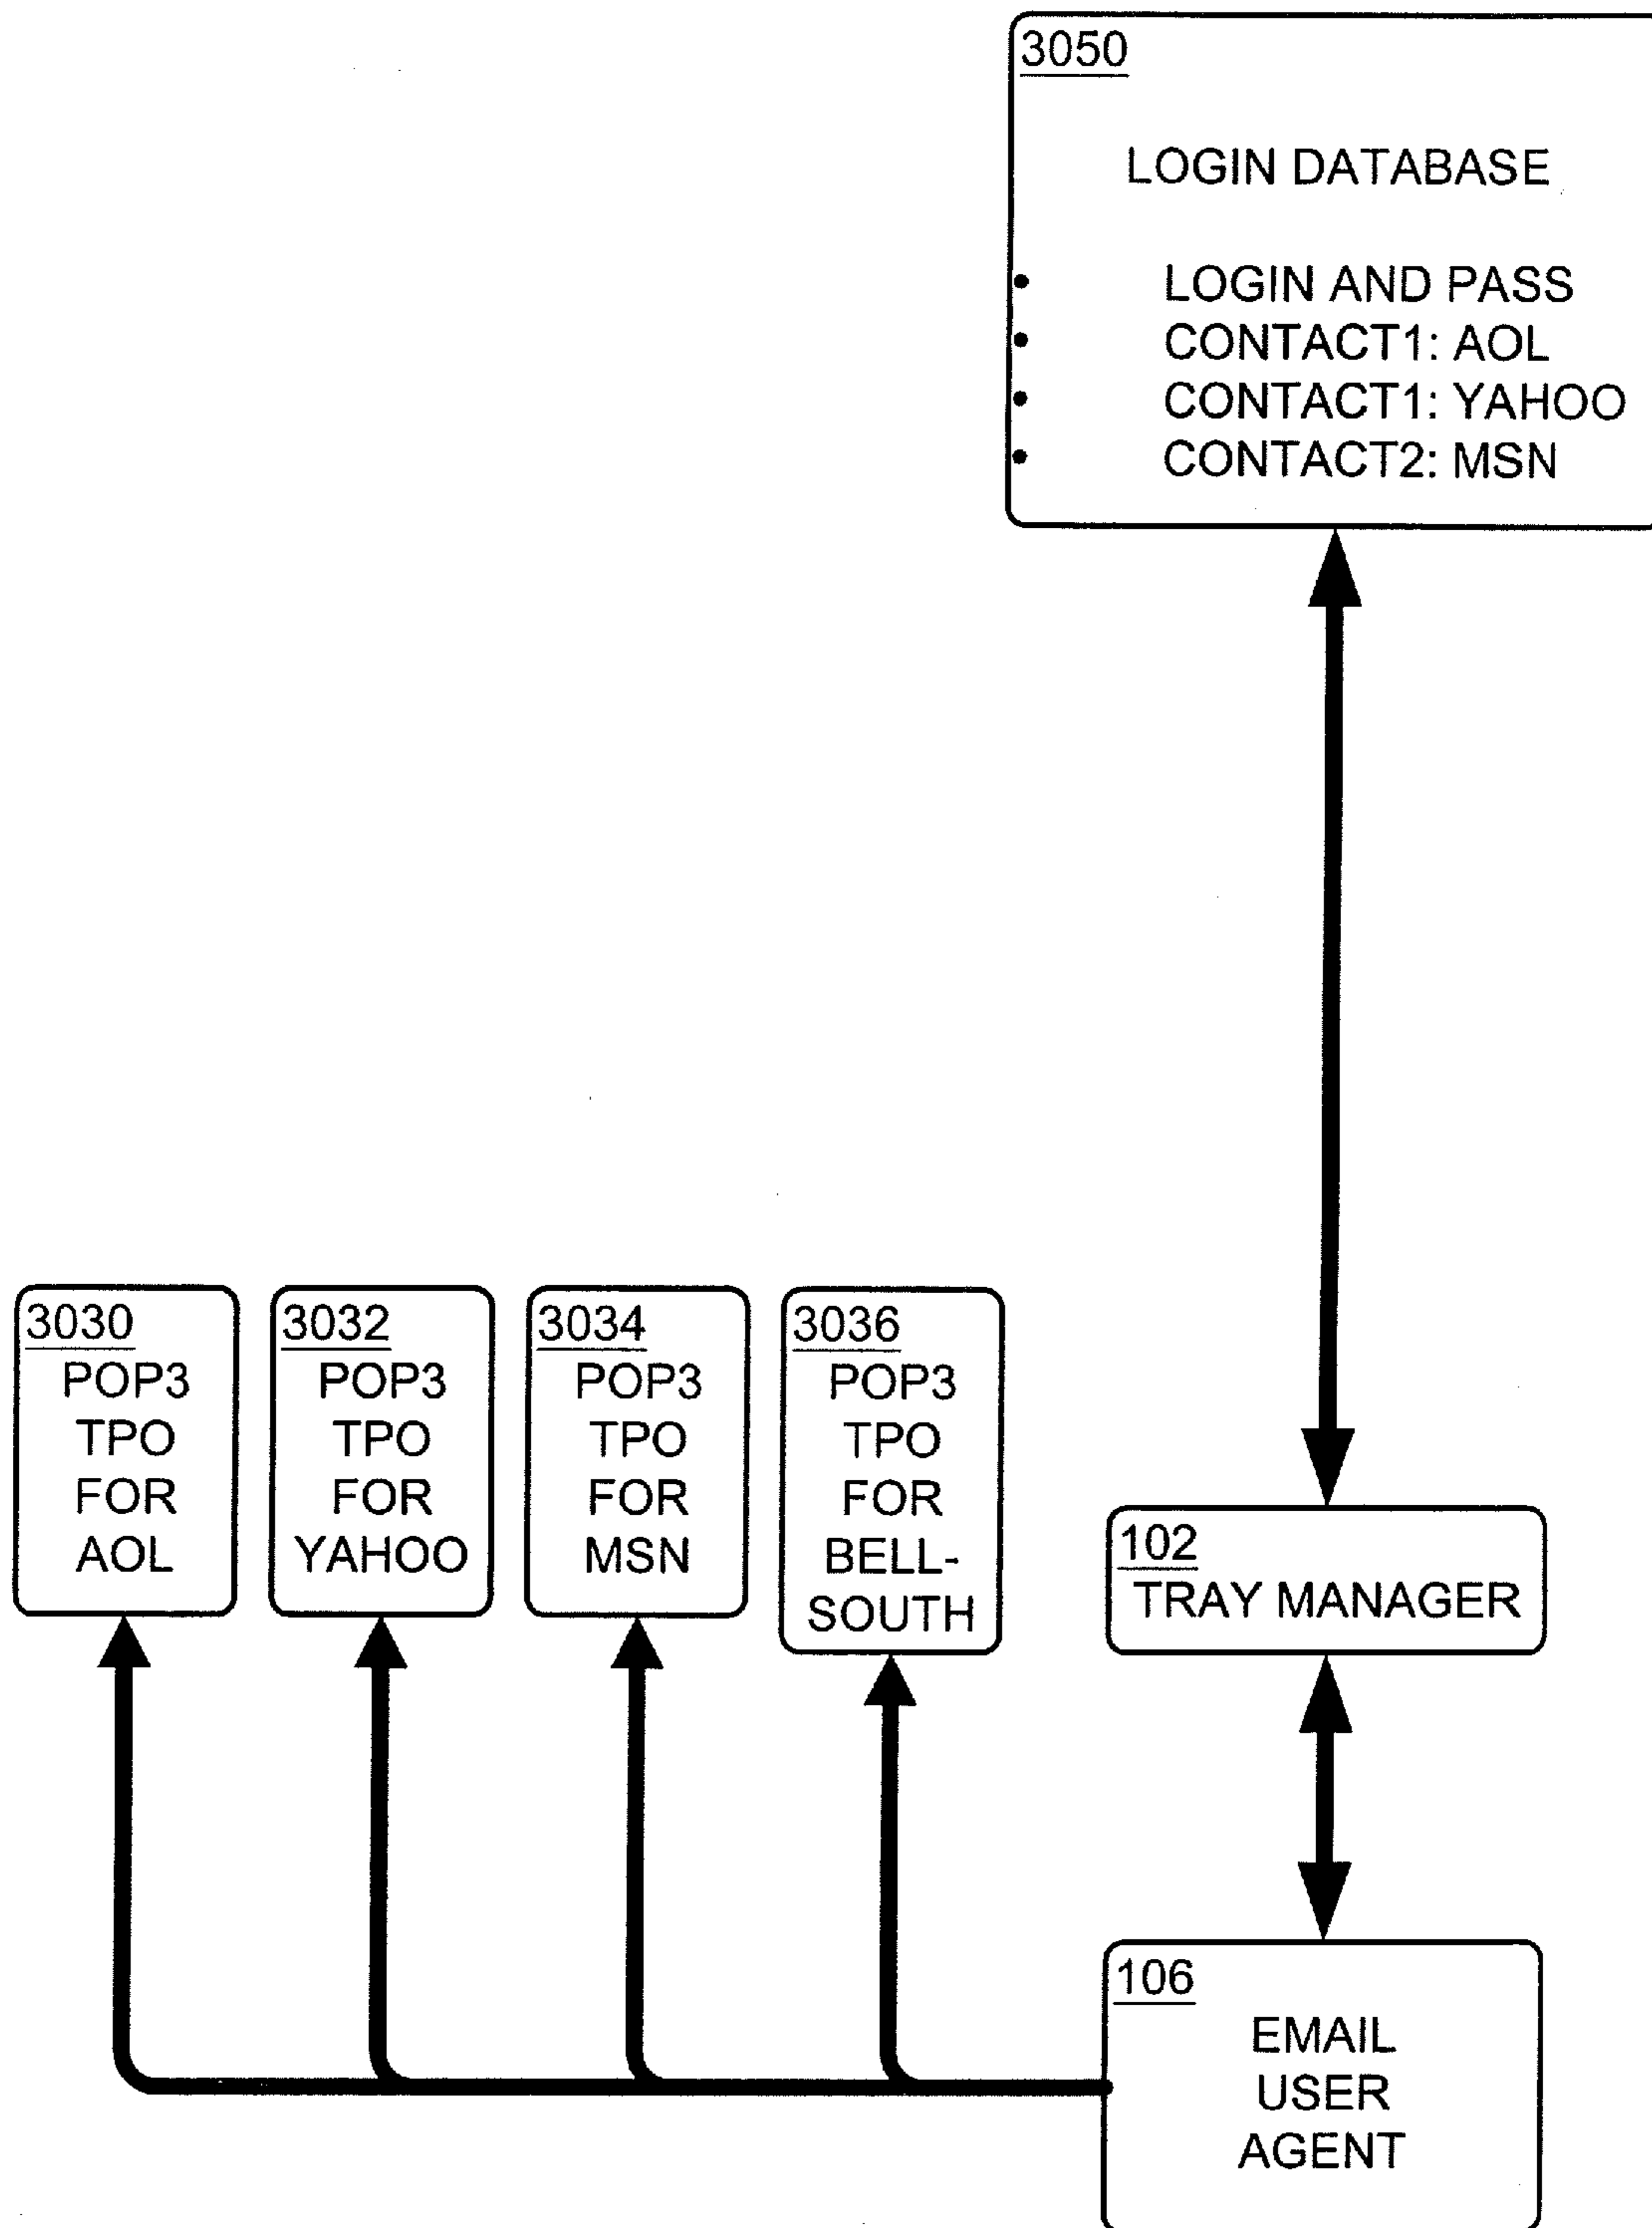 3050
LOGIN DATABASE
• LOGIN AND PASS
• CONTACT1: AOL
• CONTACT1: YAHOO
• CONTACT2: MSN
3030
POP3
TPO
FOR
AOL
3032
POP3
TPO
FOR
YAHOO
3034
POP3
TPO
FOR
MSN
3036
POP3
TPO
FOR
BELL-
SOUTH
102
TRAY MANAGER
106
EMAIL
USER
AGENT